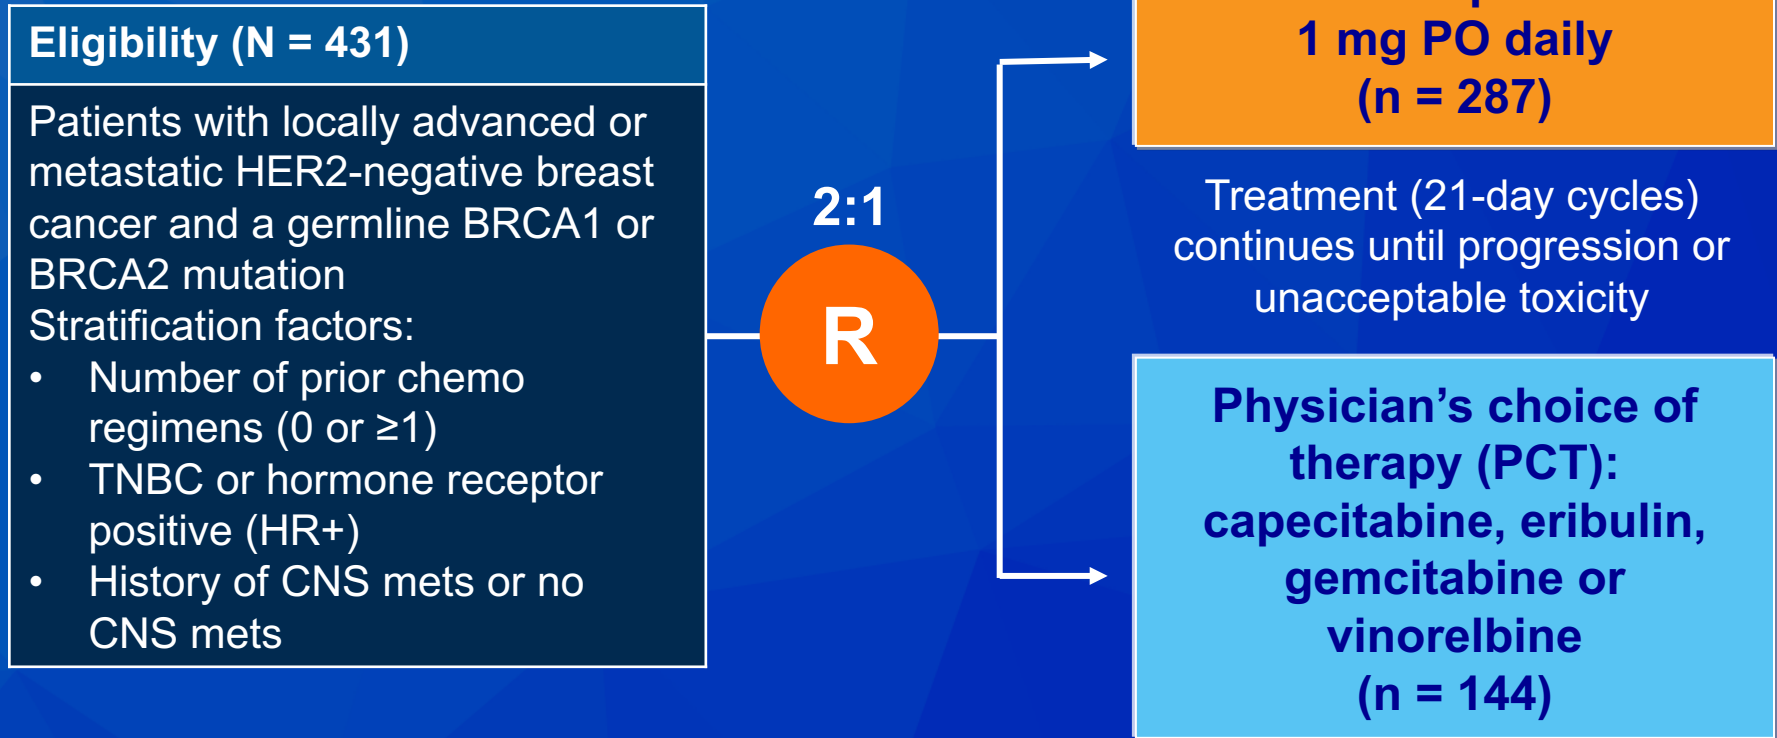 Eligibility (N = 431)
Patients with locally advanced or
metastatic HER2-negative breast
cancer and a germline BRCA1 or
BRCA2 mutation
Stratification factors:
• Number of prior chemo
regimens (0 or ≥1)
• TNBC or hormone receptor
positive (HR+)
• History of CNS mets or no
CNS mets
2:1
R
1 mg PO daily
(n = 287)
Treatment (21-day cycles)
continues until progression or
unacceptable toxicity
Physician’s choice of
therapy (PCT):
capecitabine, eribulin,
gemcitabine or
vinorelbine
(n = 144)